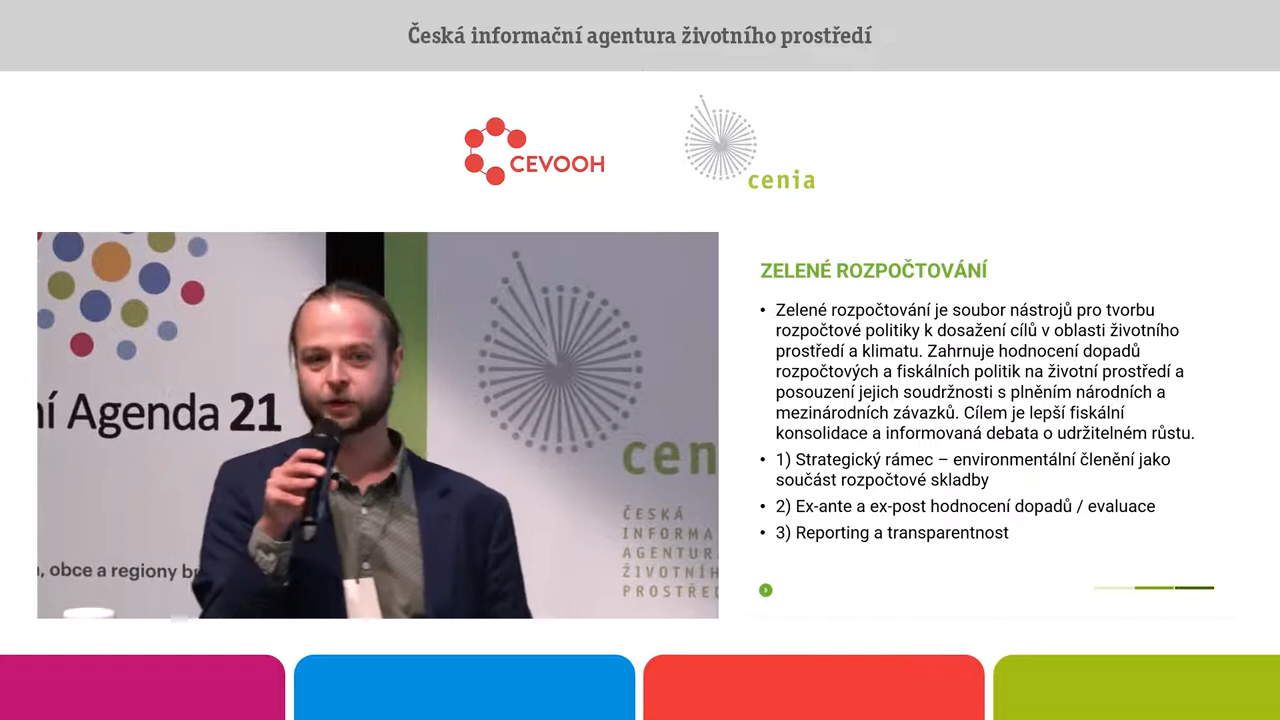 Česká informační agentura životního prostředí
CEVOOH
cenia
ní Agenda 21
obce a regiony
cen
ČESKÁ
INFORMA
AGENTUR
ŽIVOTNÍH
PROSTŘED
ZELENÉ ROZPOČTOVÁNÍ
• Zelené rozpočtování je soubor nástrojů pro tvorbu
rozpočtové politiky k dosažení cílů v oblasti životního
prostředí a klimatu. Zahrnuje hodnocení dopadů
rozpočtových a fiskálních politik na životní prostředí a
posouzení jejich soudržnosti s plněním národních a
mezinárodních závazků. Cílem je lepší fiskální
konsolidace a informovaná debata o udržitelném růstu.
• 1) Strategický rámec – environmentální členění jako
součást rozpočtové skladby
• 2) Ex-ante a ex-post hodnocení dopadů / evaluace
• 3) Reporting a transparentnost